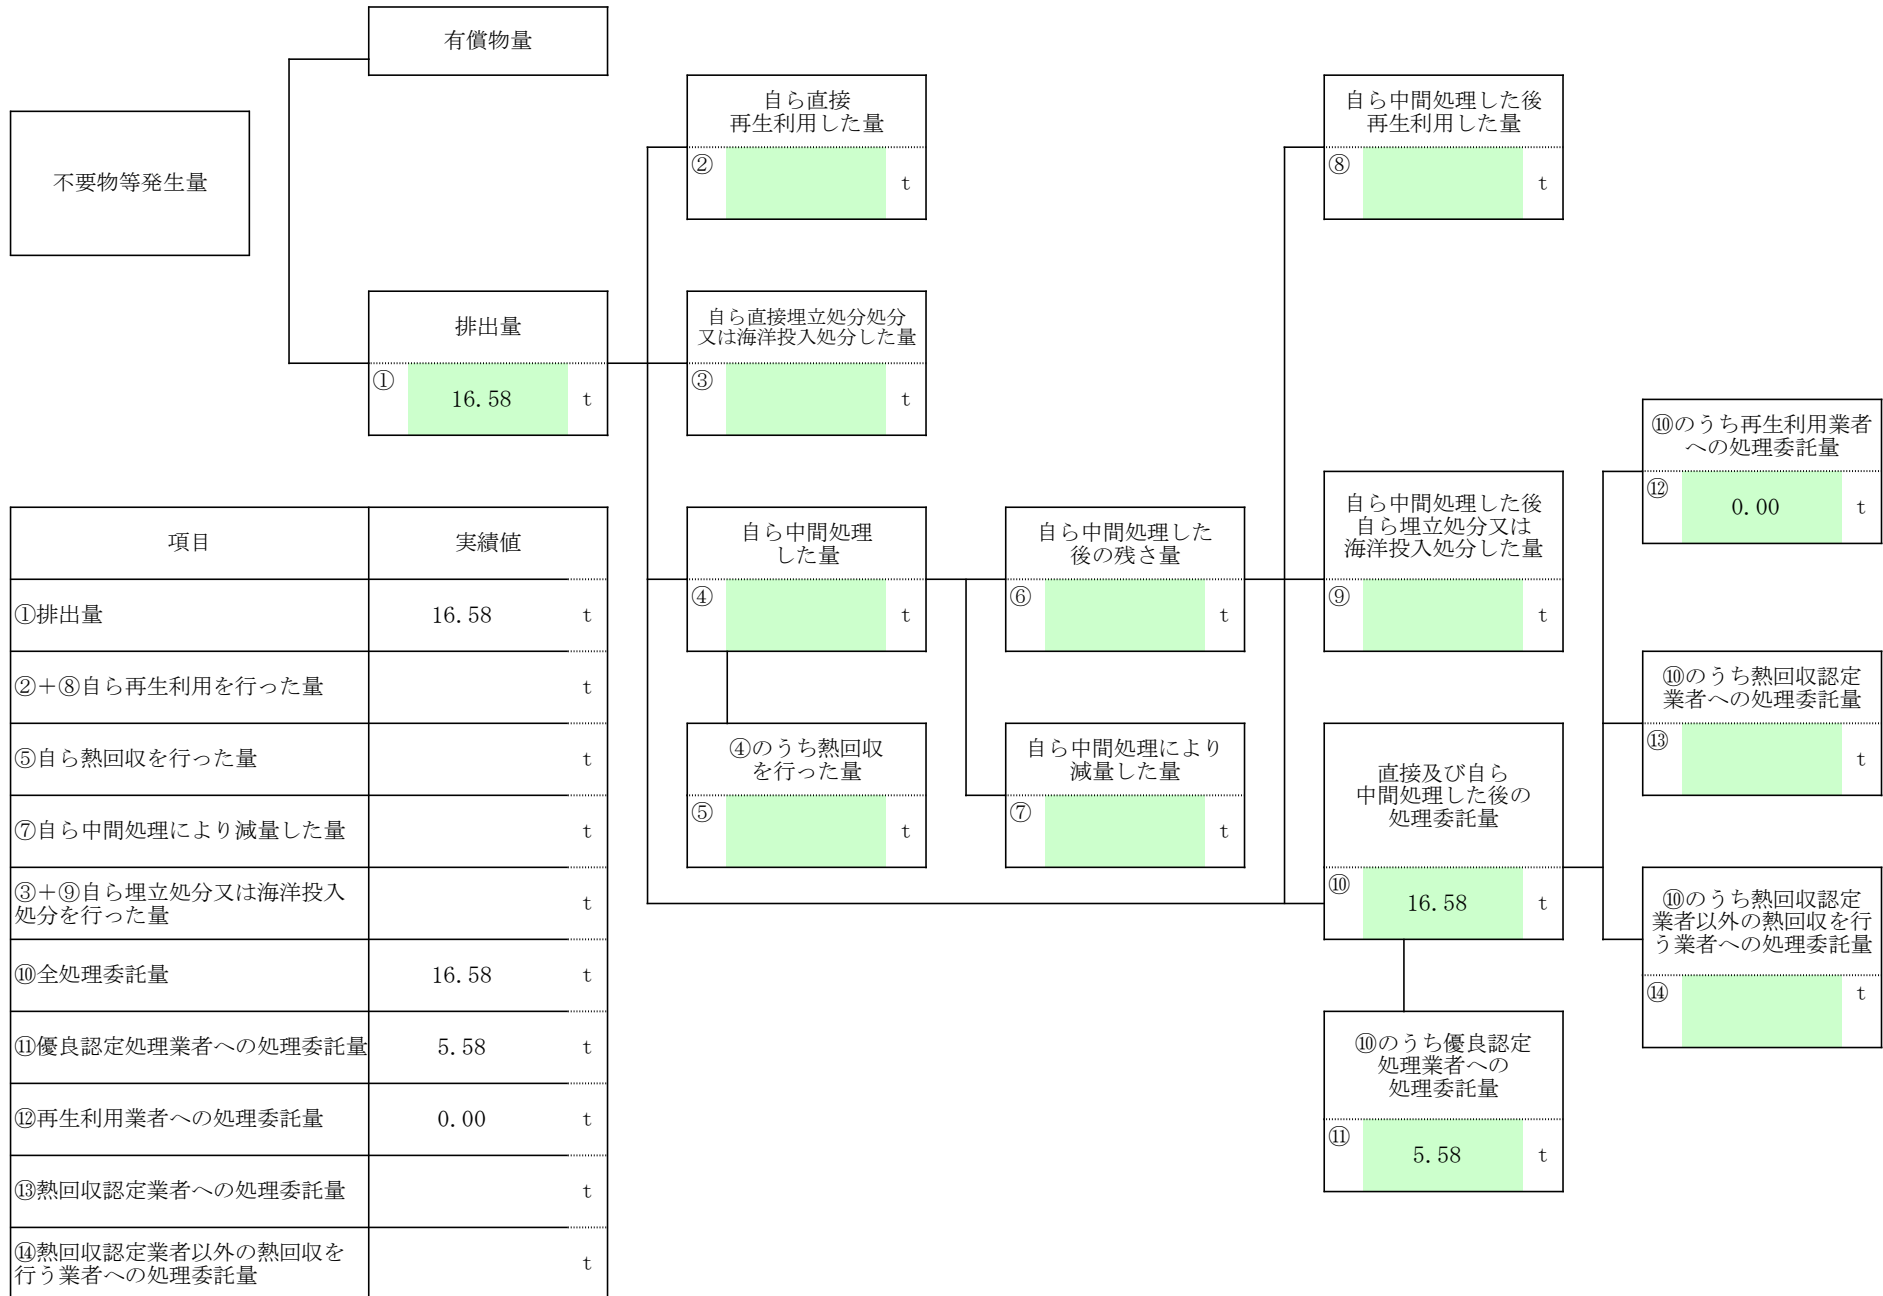 有償物量
不要物等発生量
排出量
①
16.58
t
自ら直接
再生利用した量
②
t
自ら直接埋立処分処分
又は海洋投入処分した量
③
t
自ら中間処理
した量
④
t
④のうち熱回収
を行った量
⑤
t
自ら中間処理した
後の残さ量
⑥
t
自ら中間処理により
減量した量
⑦
t
自ら中間処理した後
再生利用した量
⑧
t
自ら中間処理した後
自ら埋立処分又は
海洋投入処分した量
⑨
t
直接及び自ら
中間処理した後の
処理委託量
⑩
16.58
t
⑩のうち優良認定
処理業者への
処理委託量
⑪
5.58
t
⑩のうち再生利用業者
への処理委託量
⑫
0.00
t
⑩のうち熱回収認定
業者への処理委託量
⑬
t
⑩のうち熱回収認定
業者以外の熱回収を行
う業者への処理委託量
⑭
t
項目 実績値
①排出量 16.58 t
②+⑧自ら再生利用を行った量 t
⑤自ら熱回収を行った量 t
⑦自ら中間処理により減量した量 t
③+⑨自ら埋立処分又は海洋投入
処分を行った量 t
⑩全処理委託量 16.58 t
⑪優良認定処理業者への処理委託量 5.58 t
⑫再生利用業者への処理委託量 0.00 t
⑬熱回収認定業者への処理委託量 t
⑭熱回収認定業者以外の熱回収を
行う業者への処理委託量 t